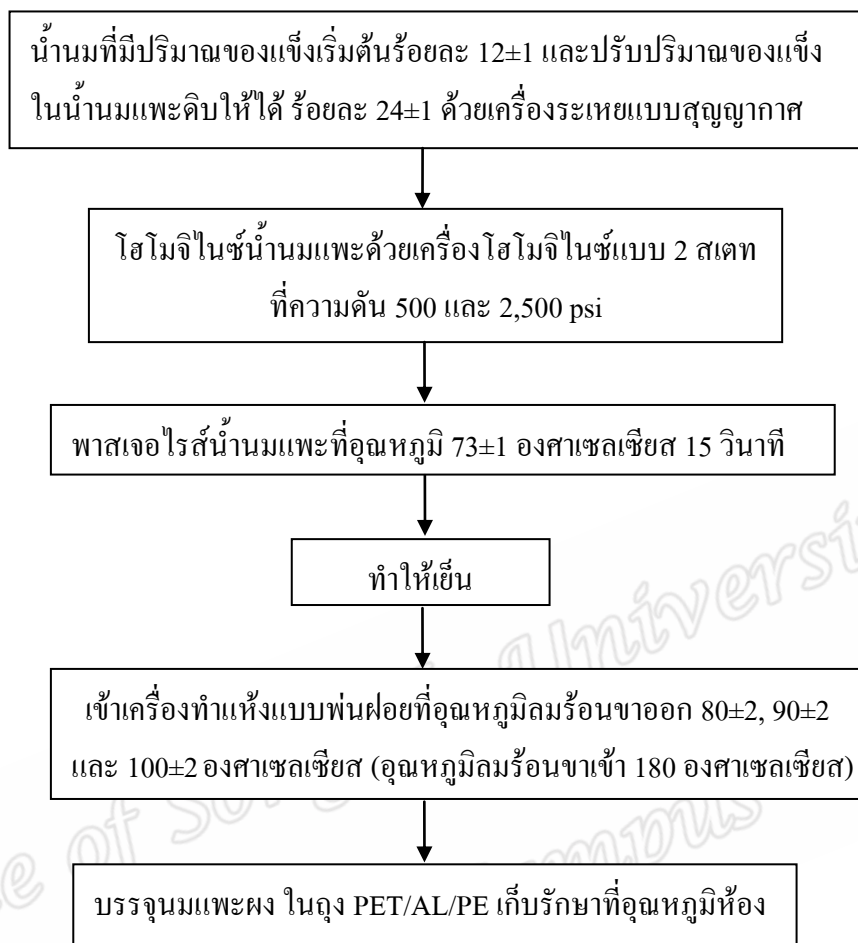 น้ำนมที่มีปริมาณของแข็งเริ่มต้นร้อยละ 12±1 และปรับปริมาณของแข็ง
ในน้ำนมแพะดิบให้ได้ ร้อยละ 24±1 ด้วยเครื่องระเหยแบบสุญญากาศ
โฮโมจิไนซ์น้ำนมแพะด้วยเครื่องโฮโมจิไนซ์แบบ 2 สเตท
ที่ความดัน 500 และ 2,500 psi
พาสเจอไรส์น้ำนมแพะที่อุณหภูมิ 73±1 องศาเซลเซียส 15 วินาที
ทำให้เย็น
เข้าเครื่องทำแห้งแบบพ่นฝอยที่อุณหภูมิลมร้อนขาออก 80±2, 90±2
และ 100±2 องศาเซลเซียส (อุณหภูมิลมร้อนขาเข้า 180 องศาเซลเซียส)
บรรจุนมแพะผง ในถุง PET/AL/PE เก็บรักษาที่อุณหภูมิห้อง